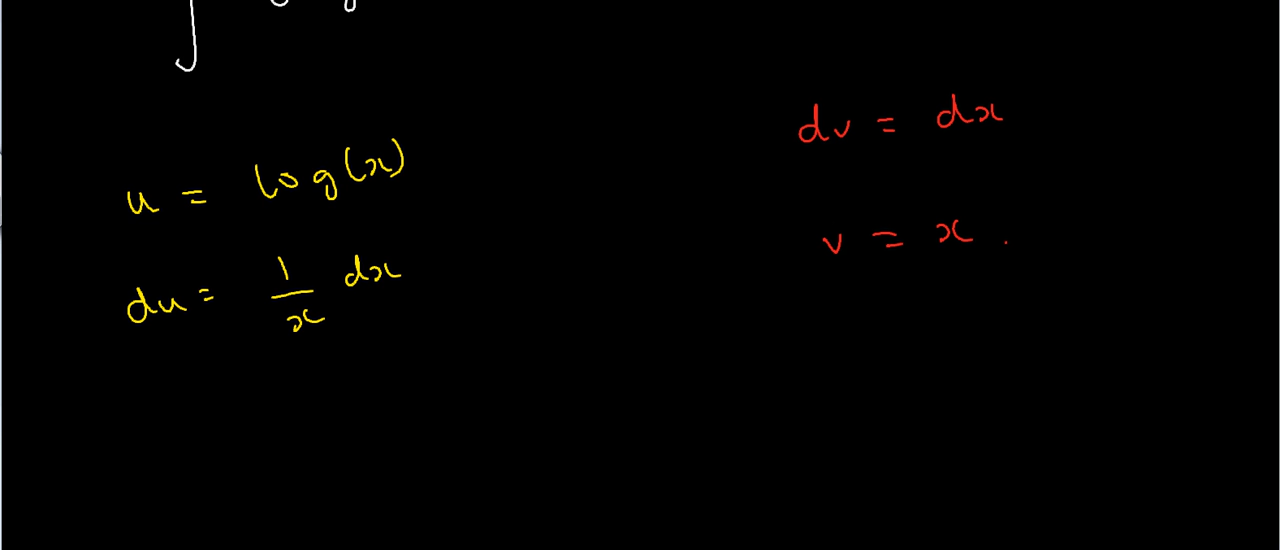 ∫
u = log(x)
du = 1/x dx
dv = dx
v = x .